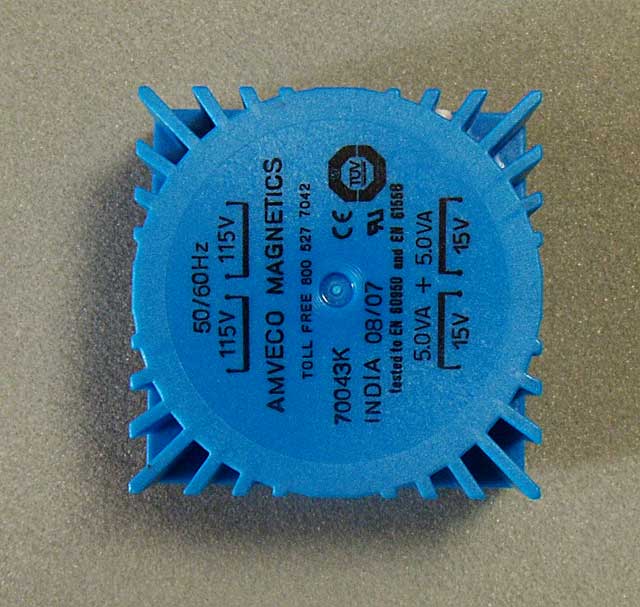 50/60Hz
115V 115V
AMVECO MAGNETICS
TOLL FREE 800 527 7042
TÜV
70043K CE
INDIA 08/07
tested to EN 60950 and EN 61558
5.0VA + 5.0VA
15V 15V